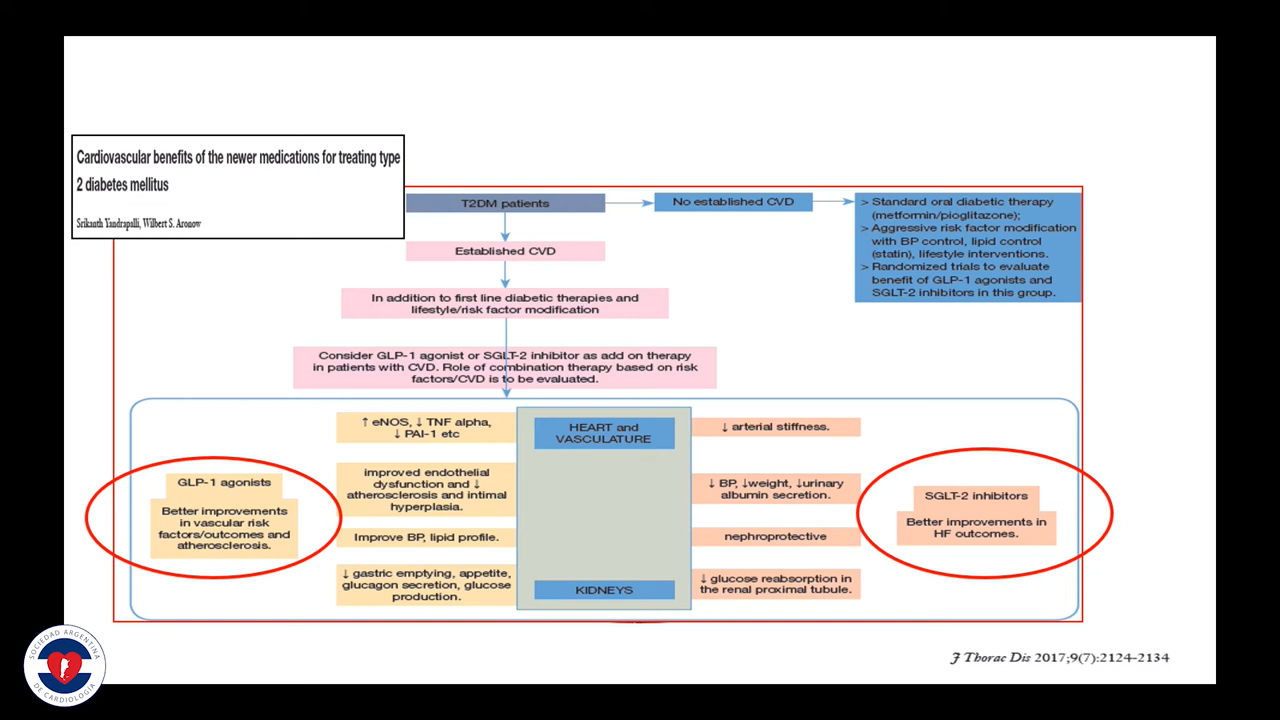 Cardiovascular benefits of the newer medications for treating type
2 diabetes mellitus
Srikanth Yandrapalli, Wilbert S. Aronow
T2DM patients
No established CVD
> Standard oral diabetic therapy
(metformin/pioglitazone);
> Aggressive risk factor modification
with BP control, lipid control
(statin), lifestyle interventions.
> Randomized trials to evaluate
benefit of GLP-1 agonists and
SGLT-2 inhibitors in this group.
Established CVD
In addition to first line diabetic therapies and
lifestyle/risk factor modification
Consider GLP-1 agonist or SGLT-2 inhibitor as add on therapy
in patients with CVD. Role of combination therapy based on risk
factors/CVD is to be evaluated.
GLP-1 agonists
Better improvements
in vascular risk
factors/outcomes and
atherosclerosis.
↑ eNOS, ↓ TNF alpha,
↓ PAI-1 etc
improved endothelial
dysfunction and ↓
atherosclerosis and intimal
hyperplasia.
Improve BP, lipid profile.
↓ gastric emptying, appetite,
glucagon secretion, glucose
production.
HEART and
VASCULATURE
KIDNEYS
↓ arterial stiffness.
↓ BP, ↓weight, ↓urinary
albumin secretion.
nephroprotective
↓ glucose reabsorption in
the renal proximal tubule.
SGLT-2 inhibitors
Better improvements in
HF outcomes.
SOCIEDAD ARGENTINA
DE CARDIOLOGÍA
J Thorac Dis 2017;9(7):2124-2134